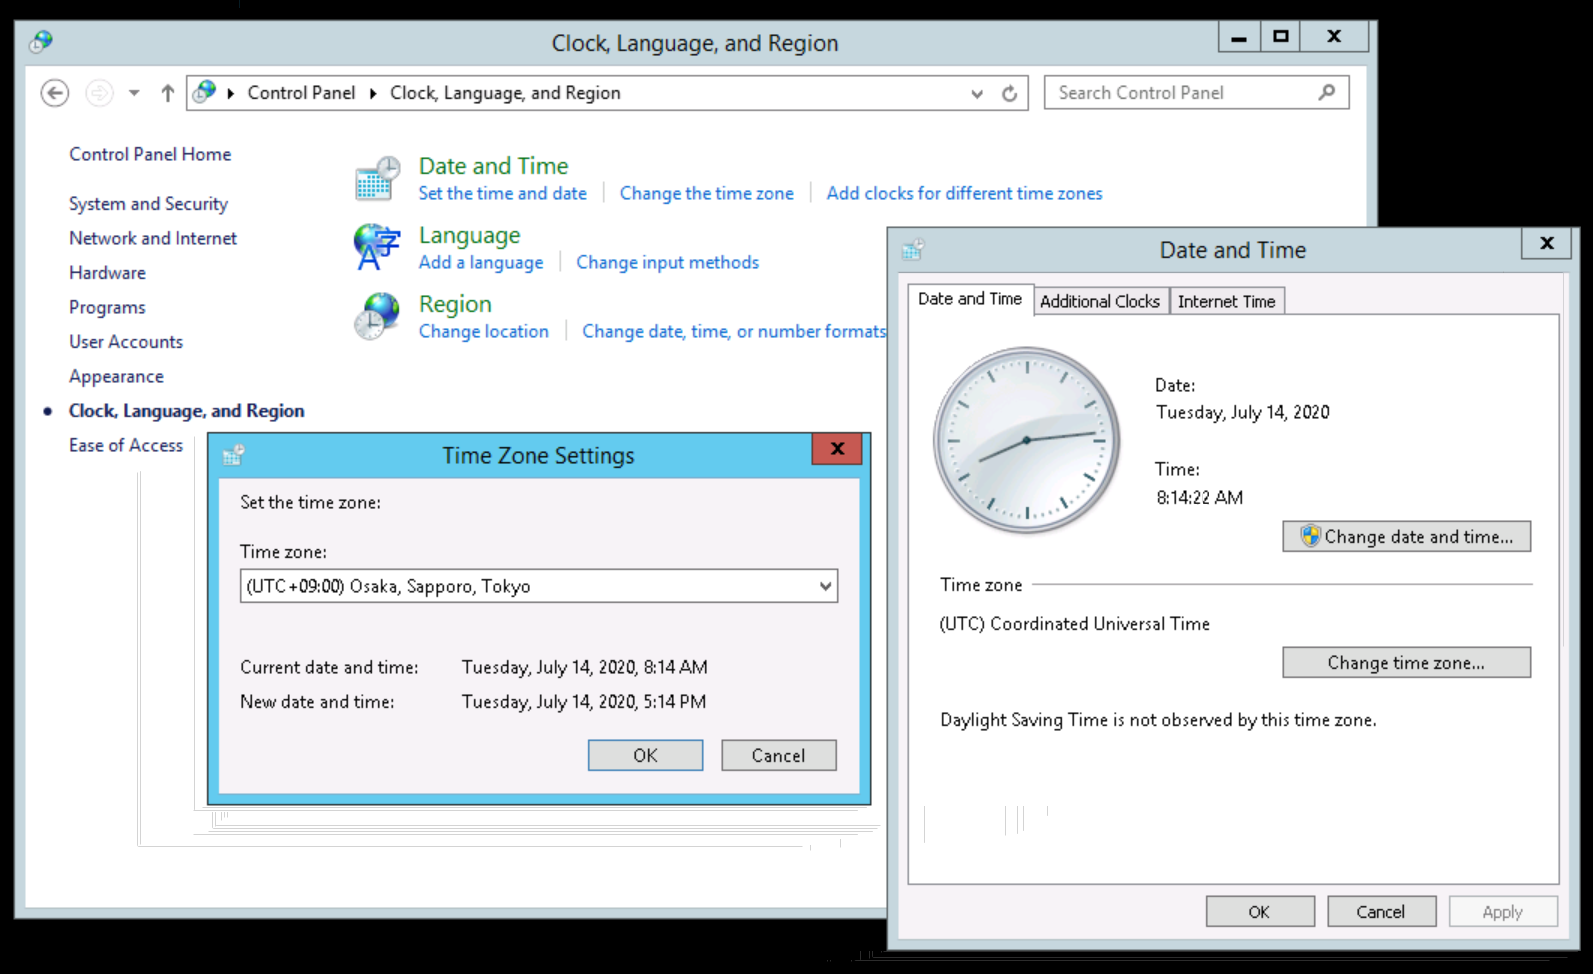 Clock, Language, and Region
Control Panel Clock, Language, and Region
Search Control Panel
Control Panel Home
System and Security
Network and Internet
Hardware
Programs
User Accounts
Appearance
Clock, Language, and Region
Ease of Access
Date and Time
Set the time and date Change the time zone Add clocks for different time zones
Language
Add a language Change input methods
Region
Change location Change date, time, or number formats
Time Zone Settings
Set the time zone:
Time zone:
(UTC+09:00) Osaka, Sapporo, Tokyo
Current date and time: Tuesday, July 14, 2020, 8:14 AM
New date and time: Tuesday, July 14, 2020, 5:14 PM
OK Cancel
Date and Time
Date and Time Additional Clocks Internet Time
Date:
Tuesday, July 14, 2020
Time:
8:14:22 AM
Change date and time...
Time zone
(UTC) Coordinated Universal Time
Change time zone...
Daylight Saving Time is not observed by this time zone.
OK Cancel Apply